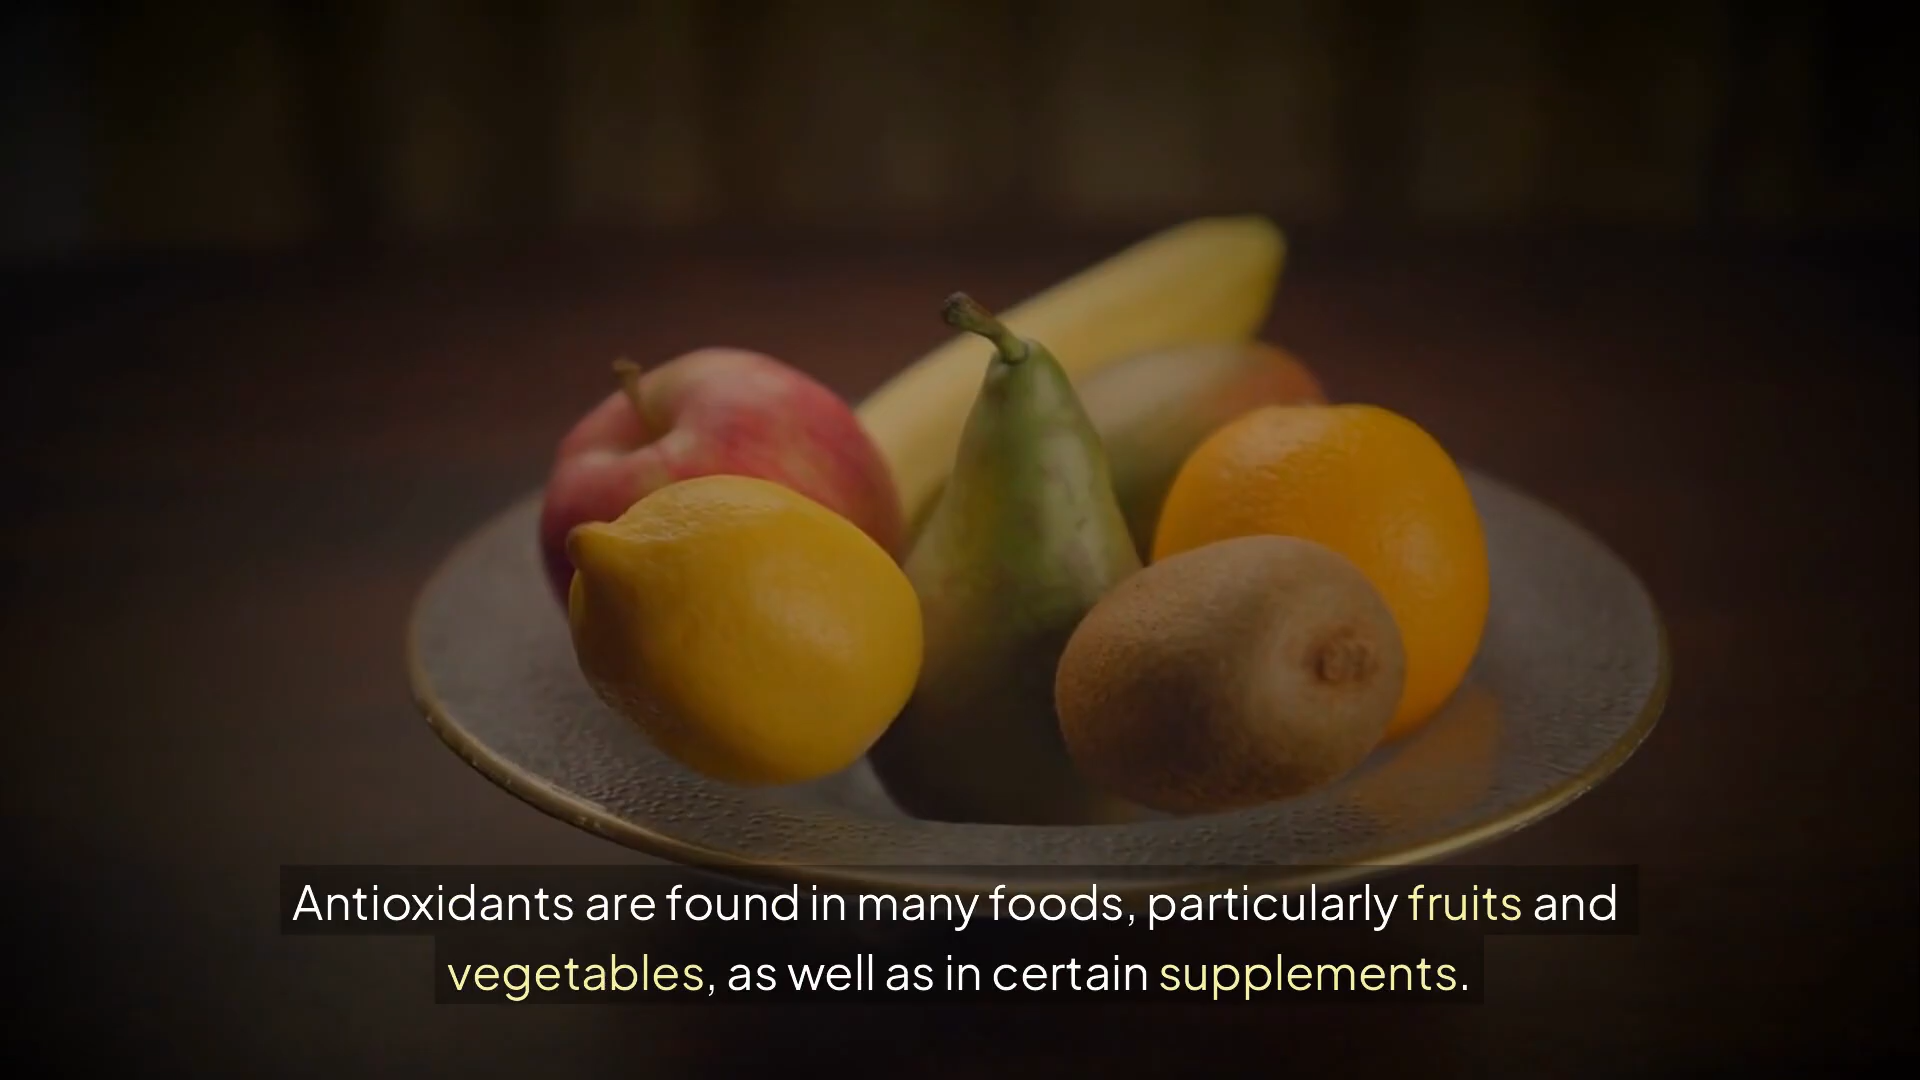 Antioxidants are found in many foods, particularly fruits and
vegetables, as well as in certain supplements.